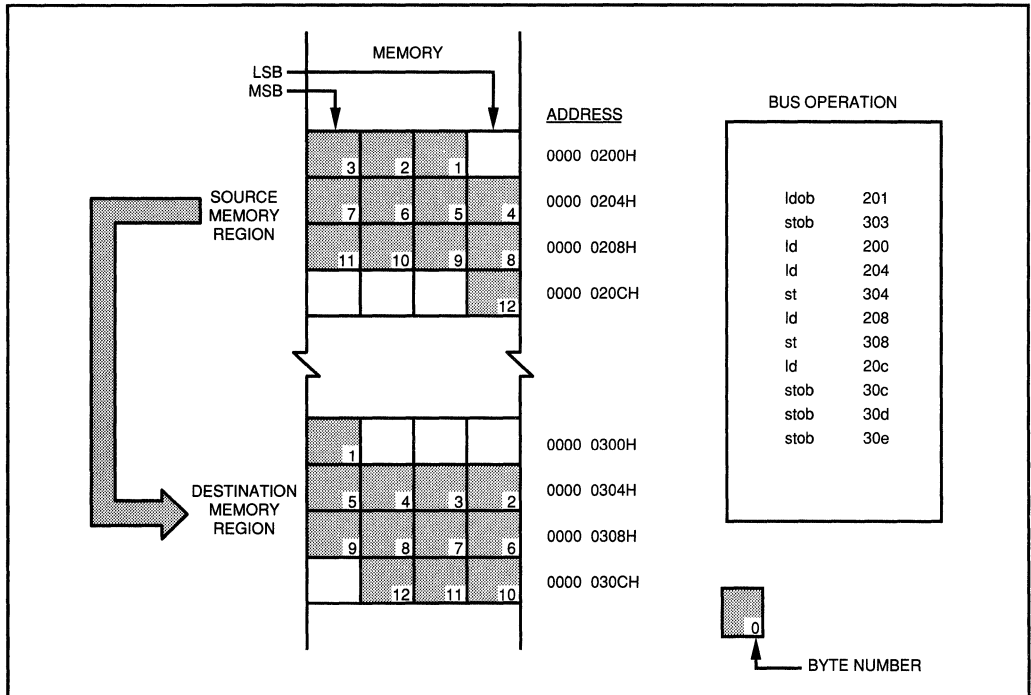 MEMORY
LSB
MSB
ADDRESS
3 2 1 0000 0200H
7 6 5 4 0000 0204H
11 10 9 8 0000 0208H
12 0000 020CH
SOURCE
MEMORY
REGION
1 0000 0300H
5 4 3 2 0000 0304H
9 8 7 6 0000 0308H
12 11 10 0000 030CH
DESTINATION
MEMORY
REGION
BUS OPERATION
ldob 201
stob 303
ld 200
ld 204
st 304
ld 208
st 308
ld 20c
stob 30c
stob 30d
stob 30e
0
BYTE NUMBER